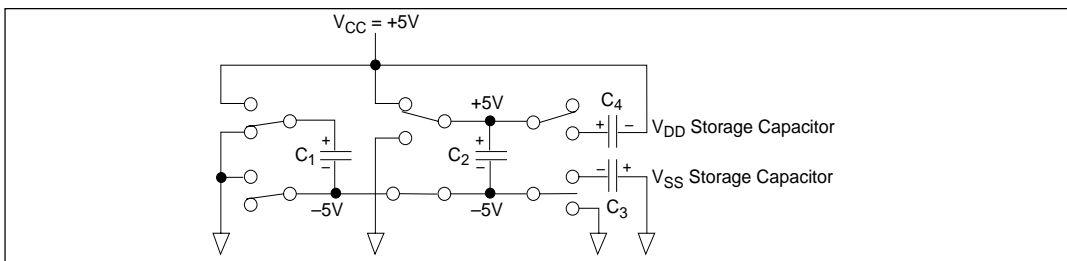 VCC = +5V
+5V
C4
+ −
VDD Storage Capacitor
+
C1
−
+
C2
−
− +
VSS Storage Capacitor
C3
–5V
–5V